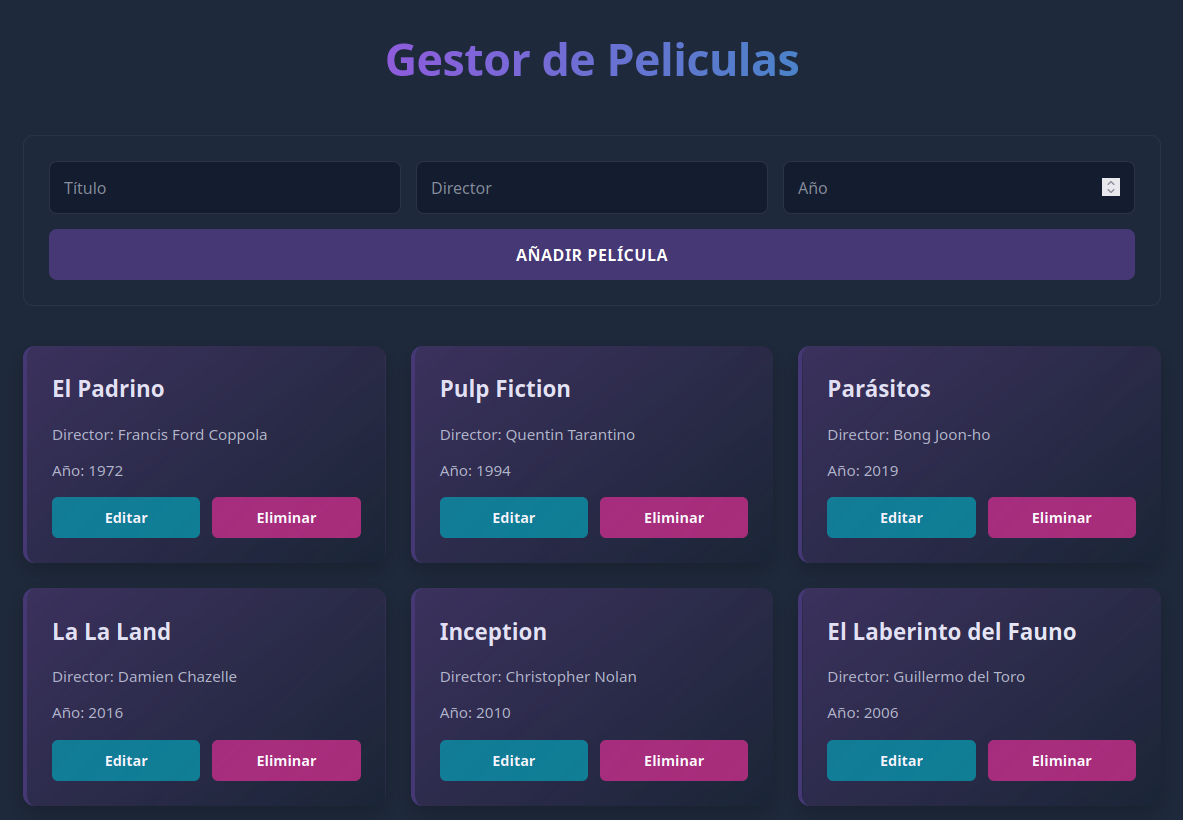 Gestor de Peliculas
Título
Director
Año
AÑADIR PELÍCULA
El Padrino
Director: Francis Ford Coppola
Año: 1972
Editar
Eliminar
Pulp Fiction
Director: Quentin Tarantino
Año: 1994
Editar
Eliminar
Parásitos
Director: Bong Joon-ho
Año: 2019
Editar
Eliminar
La La Land
Director: Damien Chazelle
Año: 2016
Editar
Eliminar
Inception
Director: Christopher Nolan
Año: 2010
Editar
Eliminar
El Laberinto del Fauno
Director: Guillermo del Toro
Año: 2006
Editar
Eliminar